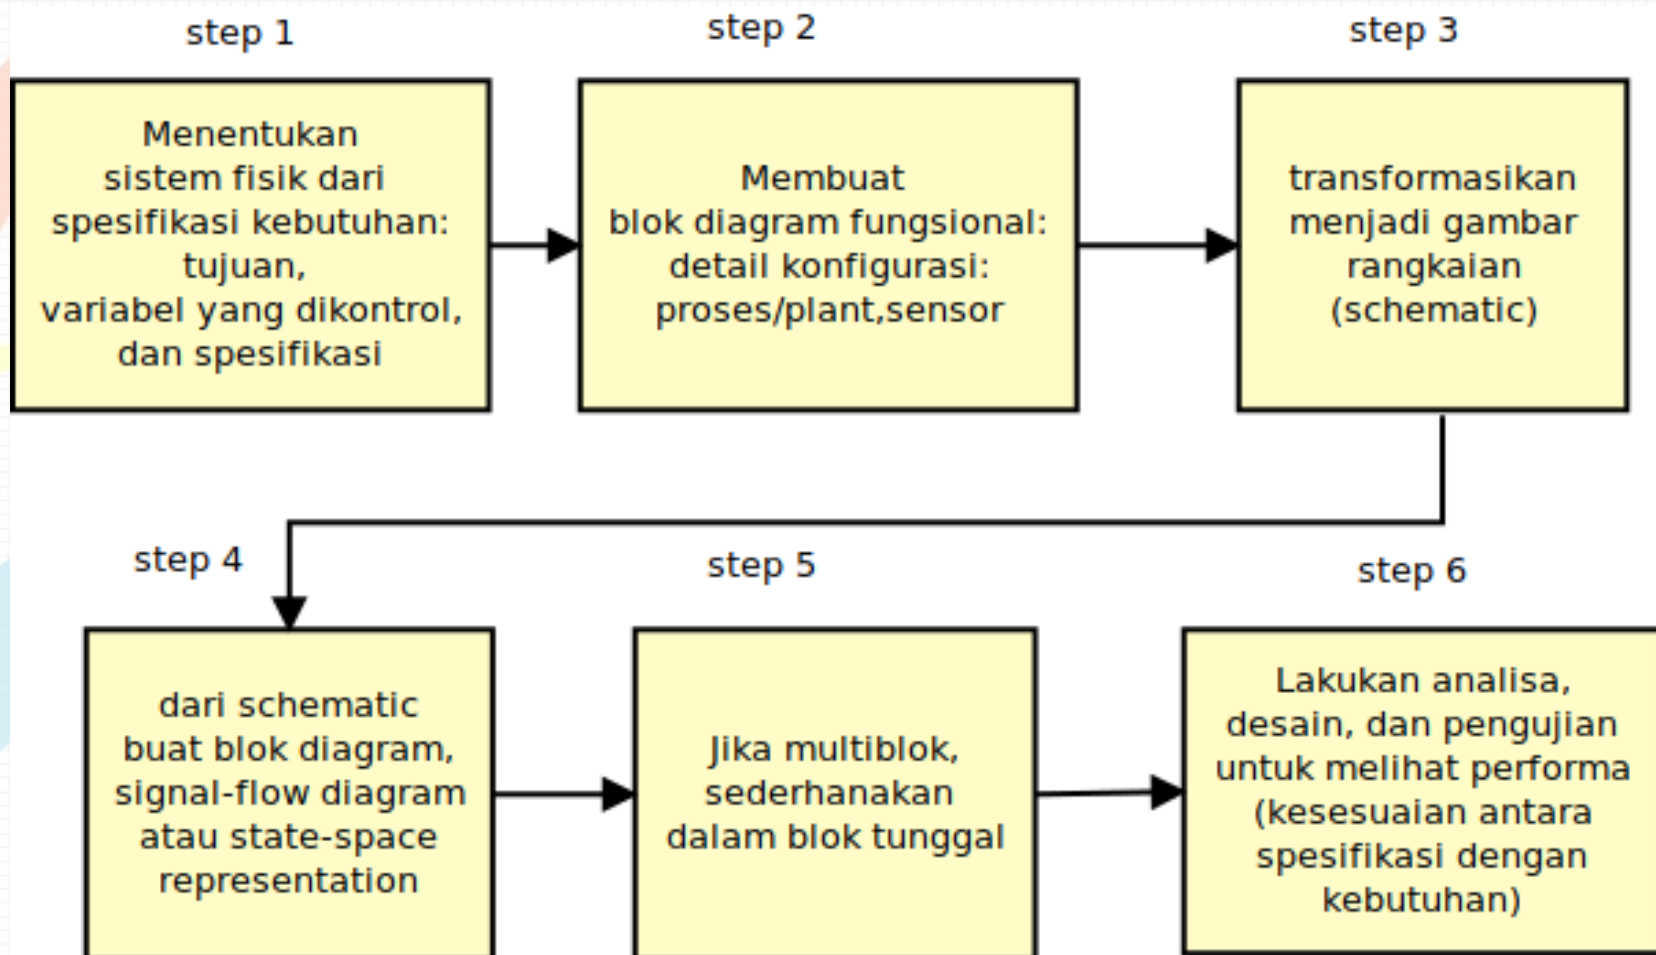 step 1
Menentukan
sistem fisik dari
spesifikasi kebutuhan:
tujuan,
variabel yang dikontrol,
dan spesifikasi
step 2
Membuat
blok diagram fungsional:
detail konfigurasi:
proses/plant,sensor
step 3
transformasikan
menjadi gambar
rangkaian
(schematic)
step 4
dari schematic
buat blok diagram,
signal-flow diagram
atau state-space
representation
step 5
Jika multiblok,
sederhanakan
dalam blok tunggal
step 6
Lakukan analisa,
desain, dan pengujian
untuk melihat performa
(kesesuaian antara
spesifikasi dengan
kebutuhan)